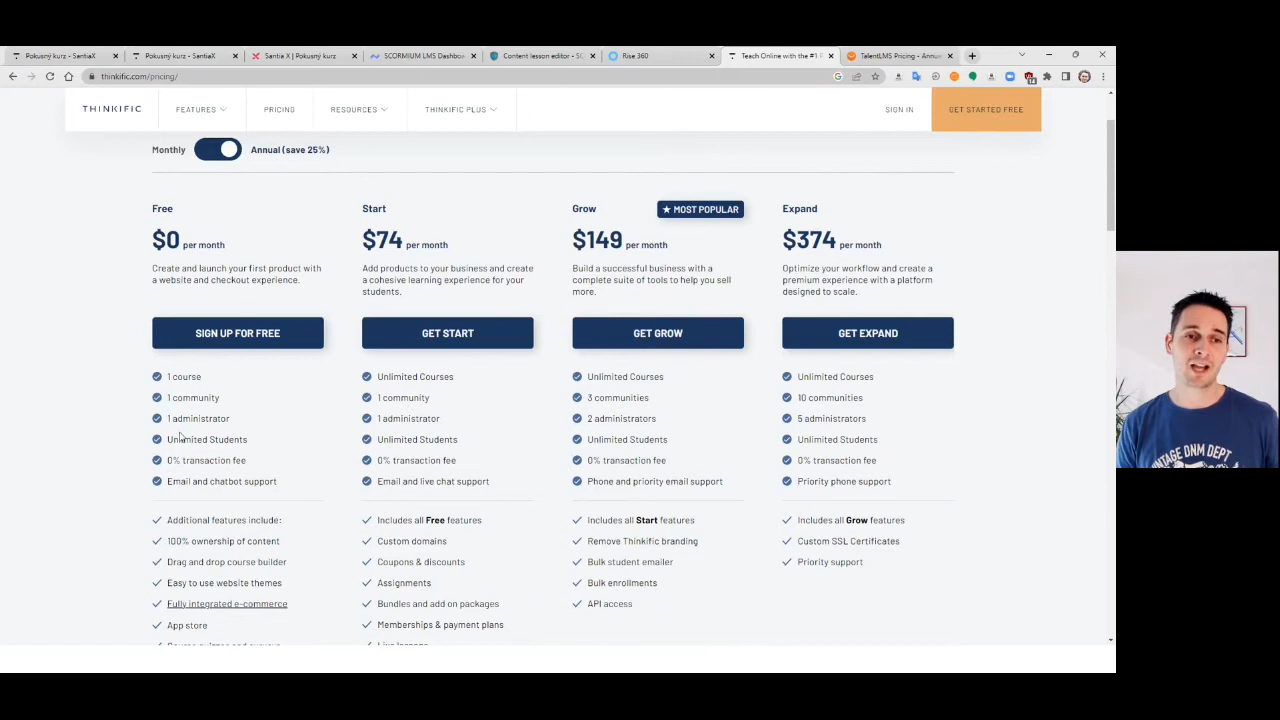 Pokusný kurz - SantiaX
Pokusný kurz - SantiaX
Santia X | Pokusný kurz
SCORMIUM LMS Dashboa
Content lesson editor - SC
Rise 360
Teach Online with the #1 P
TalentLMS Pricing - Annua
thinkific.com/pricing/
THINKIFIC
FEATURES
PRICING
RESOURCES
THINKIFIC PLUS
SIGN IN
GET STARTED FREE
Monthly
Annual (save 25%)
Free
$0 per month
Create and launch your first product with
a website and checkout experience.
SIGN UP FOR FREE
1 course
1 community
1 administrator
Unlimited Students
0% transaction fee
Email and chatbot support
Additional features include:
100% ownership of content
Drag and drop course builder
Easy to use website themes
Fully integrated e-commerce
App store
Start
$74 per month
Add products to your business and create
a cohesive learning experience for your
students.
GET START
Unlimited Courses
1 community
1 administrator
Unlimited Students
0% transaction fee
Email and live chat support
Includes all Free features
Custom domains
Coupons & discounts
Assignments
Bundles and add on packages
Memberships & payment plans
Grow
★ MOST POPULAR
$149 per month
Build a successful business with a
complete suite of tools to help you sell
more.
GET GROW
Unlimited Courses
3 communities
2 administrators
Unlimited Students
0% transaction fee
Phone and priority email support
Includes all Start features
Remove Thinkific branding
Bulk student emailer
Bulk enrollments
API access
Expand
$374 per month
Optimize your workflow and create a
premium experience with a platform
designed to scale.
GET EXPAND
Unlimited Courses
10 communities
5 administrators
Unlimited Students
0% transaction fee
Priority phone support
Includes all Grow features
Custom SSL Certificates
Priority support
VINTAGE DNM DEPT